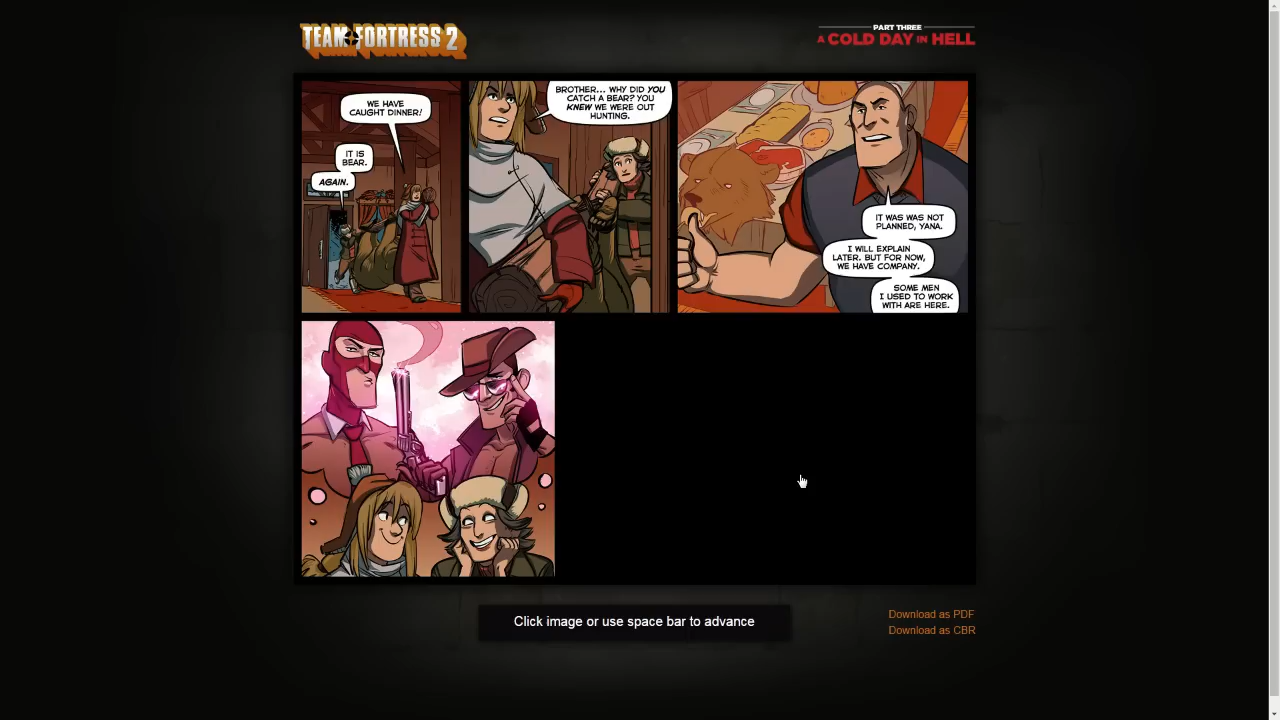 TEAM FORTRESS 2
PART THREE
A COLD DAY IN HELL
WE HAVE
CAUGHT DINNER!
IT IS
BEAR.
AGAIN.
BROTHER... WHY DID YOU
CATCH A BEAR? YOU
KNEW WE WERE OUT
HUNTING.
IT WAS WAS NOT
PLANNED, YANA.
I WILL EXPLAIN
LATER. BUT FOR NOW,
WE HAVE COMPANY.
SOME MEN
I USED TO WORK
WITH ARE HERE.
Click image or use space bar to advance
Download as PDF
Download as CBR